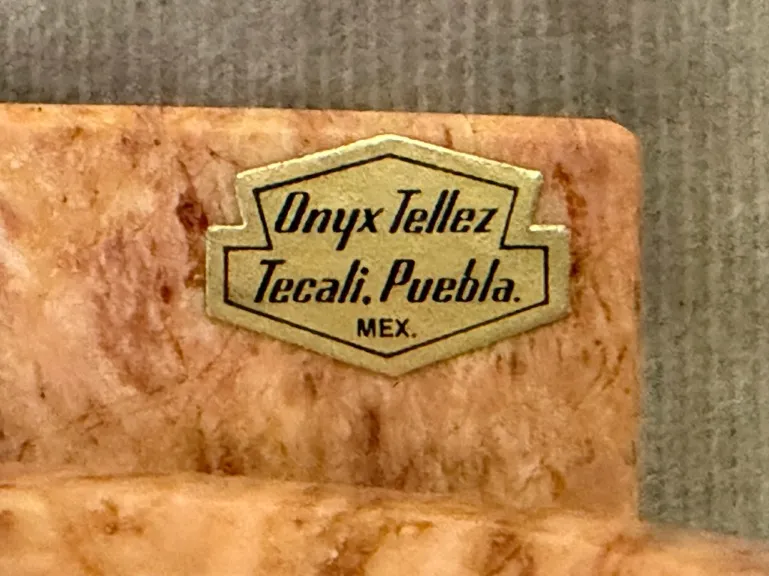 Onyx Tellez
Tecali, Puebla.
MEX.